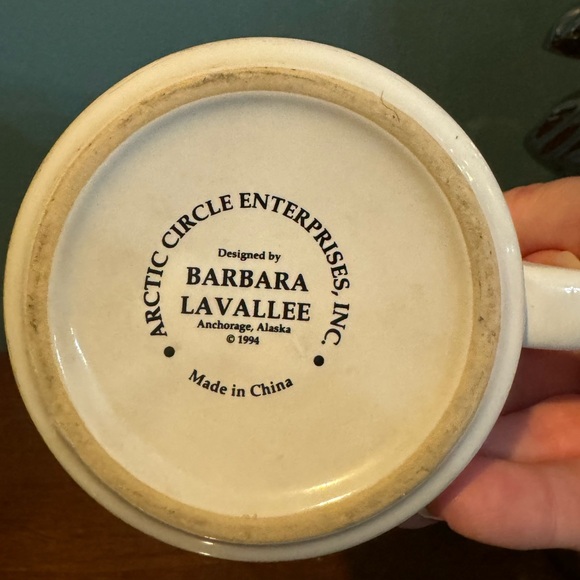 ARCTIC CIRCLE ENTERPRISES, INC.
Designed by
BARBARA
LAVALLEE
Anchorage, Alaska
© 1994
Made in China